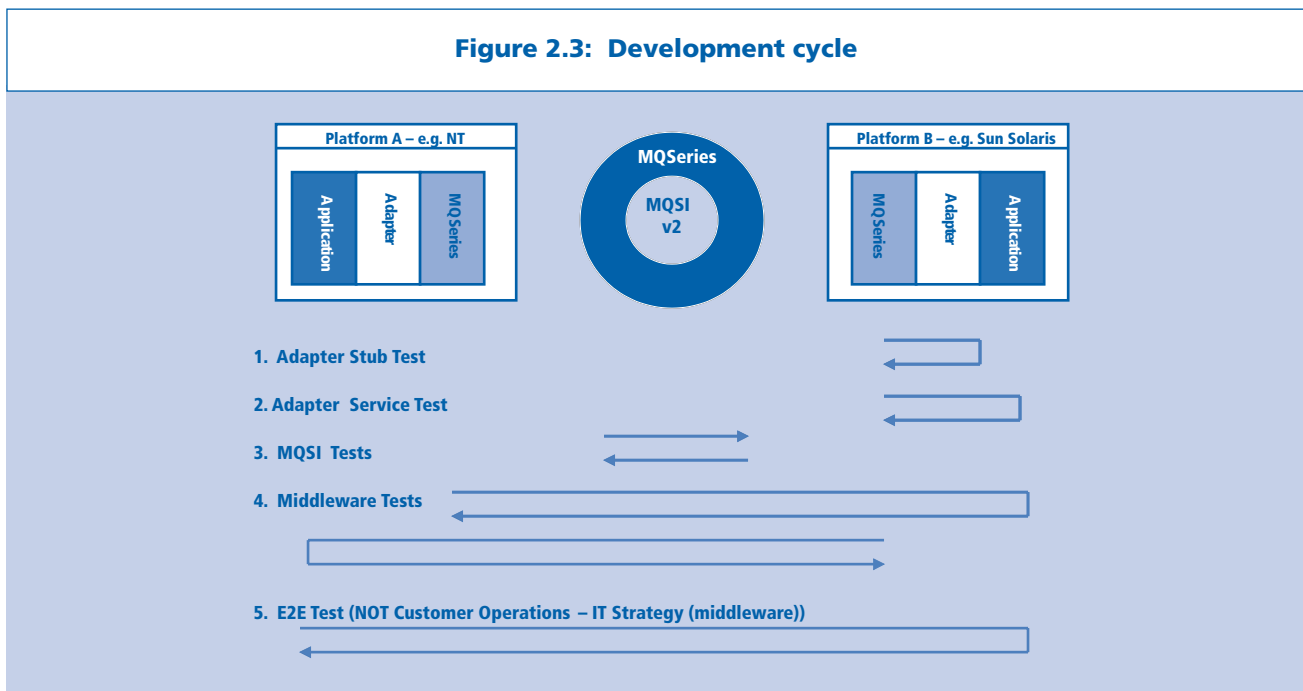 Figure 2.3: Development cycle
Platform A – e.g. NT
Application
Adapter
MQSeries
MQSeries
MQSI
v2
Platform B – e.g. Sun Solaris
MQSeries
Adapter
Application
1. Adapter Stub Test
2. Adapter Service Test
3. MQSI Tests
4. Middleware Tests
5. E2E Test (NOT Customer Operations – IT Strategy (middleware))